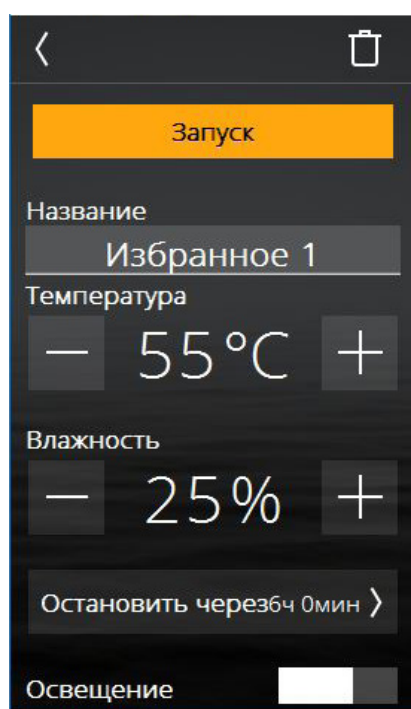 Запуск
Название
Избранное 1
Температура
55°C
Влажность
25%
Остановить через6ч 0мин
Освещение